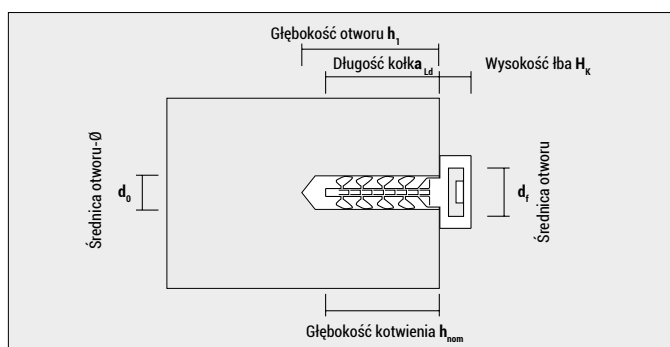 Głębokość otworu h1
Długość kołka Ld
Wysokość łba HK
Średnica otworu-Ø
d0
df
Średnica otworu
Głębokość kotwienia hnom